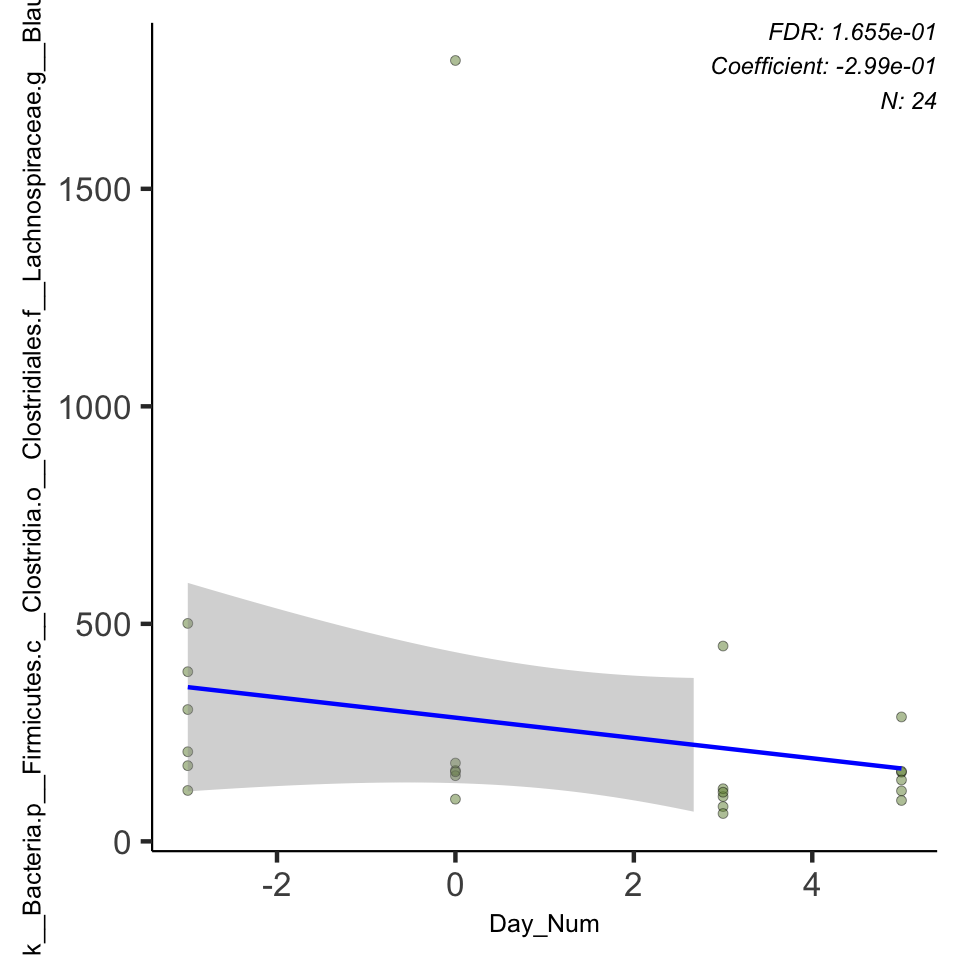 FDR: 1.655e-01
Coefficient: -2.99e-01
N: 24
k__Bacteria.p__Firmicutes.c__Clostridia.o__Clostridiales.f__Lachnospiraceae.g__Blau
1500
1000
500
0
-2 0 2 4
Day_Num